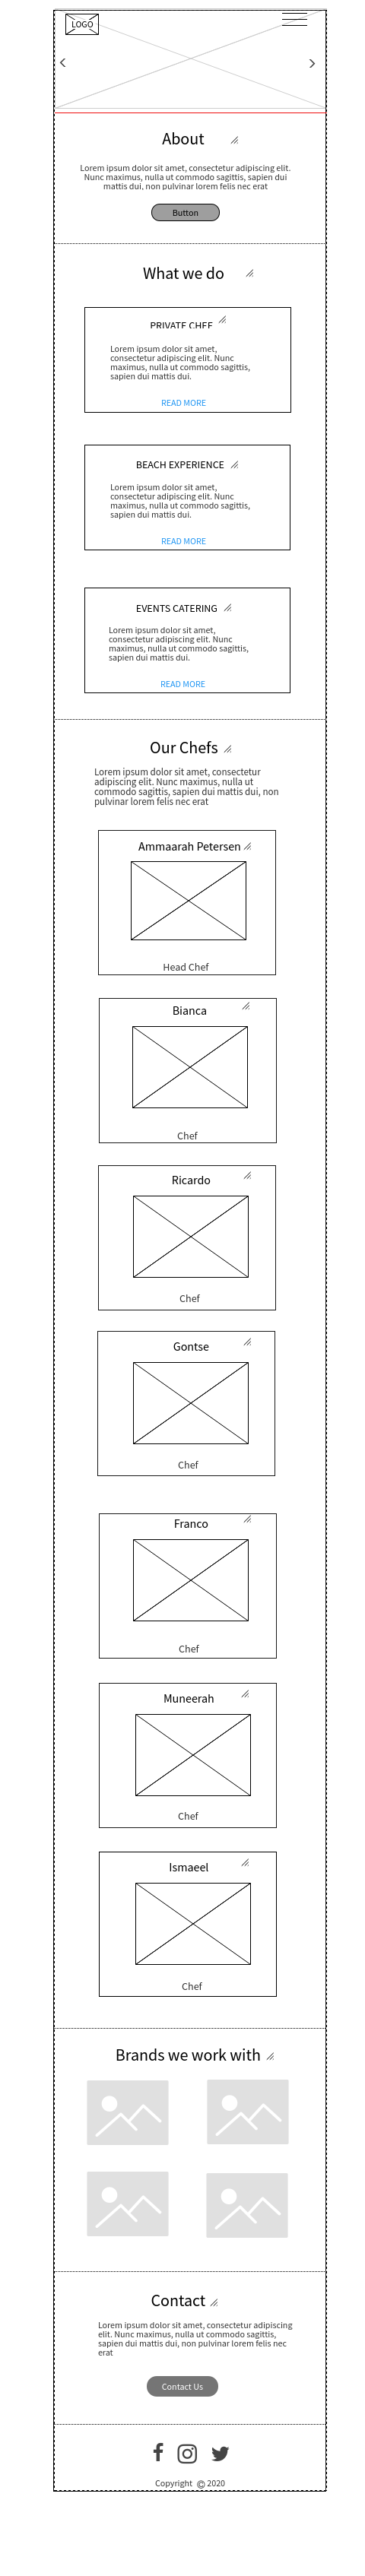 LOGO
About
Lorem ipsum dolor sit amet, consectetur adipiscing elit.
Nunc maximus, nulla ut commodo sagittis, sapien dui
mattis dui, non pulvinar lorem felis nec erat
Button
What we do
PRIVATE CHEF
Lorem ipsum dolor sit amet,
consectetur adipiscing elit. Nunc
maximus, nulla ut commodo sagittis,
sapien dui mattis dui.
READ MORE
BEACH EXPERIENCE
Lorem ipsum dolor sit amet,
consectetur adipiscing elit. Nunc
maximus, nulla ut commodo sagittis,
sapien dui mattis dui.
READ MORE
EVENTS CATERING
Lorem ipsum dolor sit amet,
consectetur adipiscing elit. Nunc
maximus, nulla ut commodo sagittis,
sapien dui mattis dui.
READ MORE
Our Chefs
Lorem ipsum dolor sit amet, consectetur
adipiscing elit. Nunc maximus, nulla ut
commodo sagittis, sapien dui mattis dui, non
pulvinar lorem felis nec erat
Ammaarah Petersen
Head Chef
Bianca
Chef
Ricardo
Chef
Gontse
Chef
Franco
Chef
Muneerah
Chef
Ismaeel
Chef
Brands we work with
Contact
Lorem ipsum dolor sit amet, consectetur adipiscing
elit. Nunc maximus, nulla ut commodo sagittis,
sapien dui mattis dui, non pulvinar lorem felis nec
erat
Contact Us
Copyright © 2020